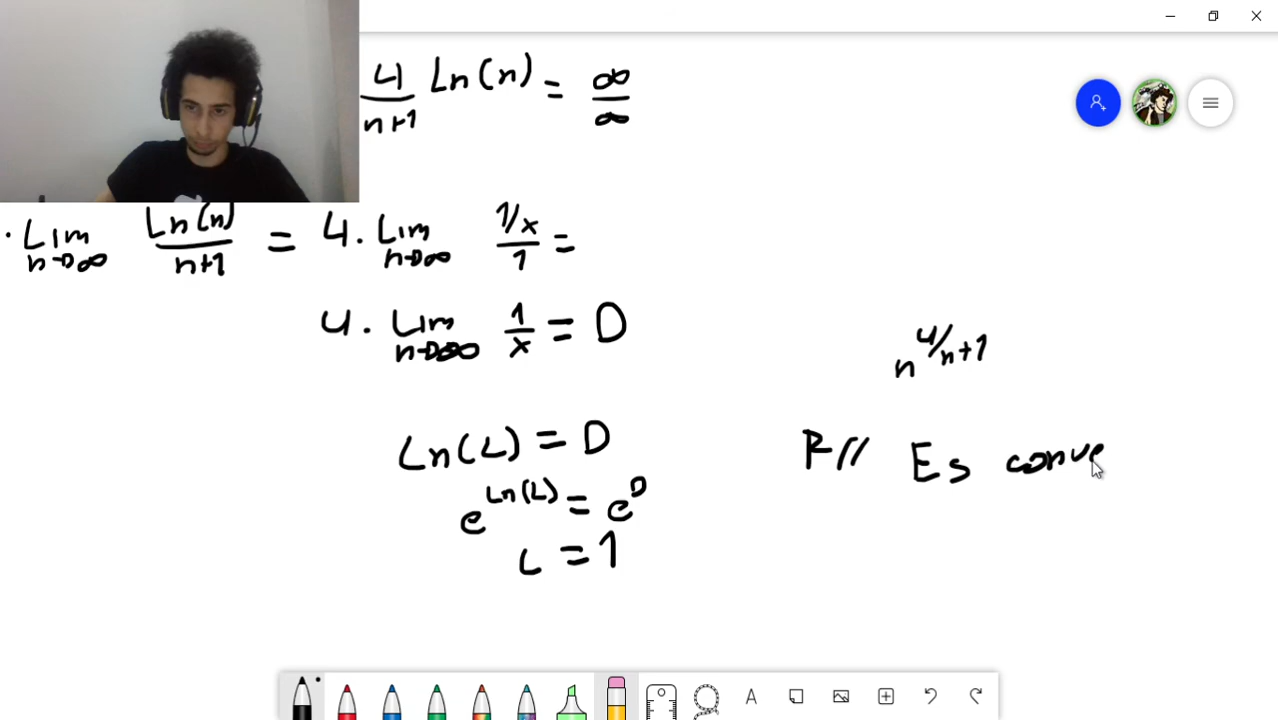 4/n+1 Ln(n) = ∞/∞
· Lim n→∞ Ln(n)/n+1 = 4 · Lim n→∞ 1/x/1 =
4 · Lim n→∞ 1/x = 0
n^4/n+1
Ln(L) = 0
R// Es conve
e^Ln(L) = e^0
L = 1
A